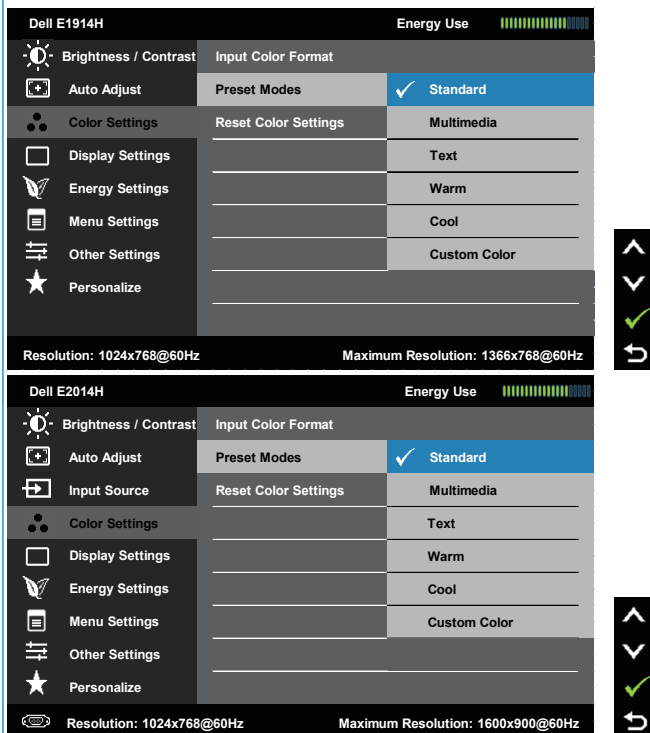 Dell E1914H Energy Use
Brightness / Contrast Input Color Format
Auto Adjust Preset Modes Standard
Color Settings Reset Color Settings Multimedia
Display Settings Text
Energy Settings Warm
Menu Settings Cool
Other Settings Custom Color
Personalize
Resolution: 1024x768@60Hz Maximum Resolution: 1366x768@60Hz
Dell E2014H Energy Use
Brightness / Contrast Input Color Format
Auto Adjust Preset Modes Standard
Input Source Reset Color Settings Multimedia
Color Settings Text
Display Settings Warm
Energy Settings Cool
Menu Settings Custom Color
Other Settings
Personalize
Resolution: 1024x768@60Hz Maximum Resolution: 1600x900@60Hz